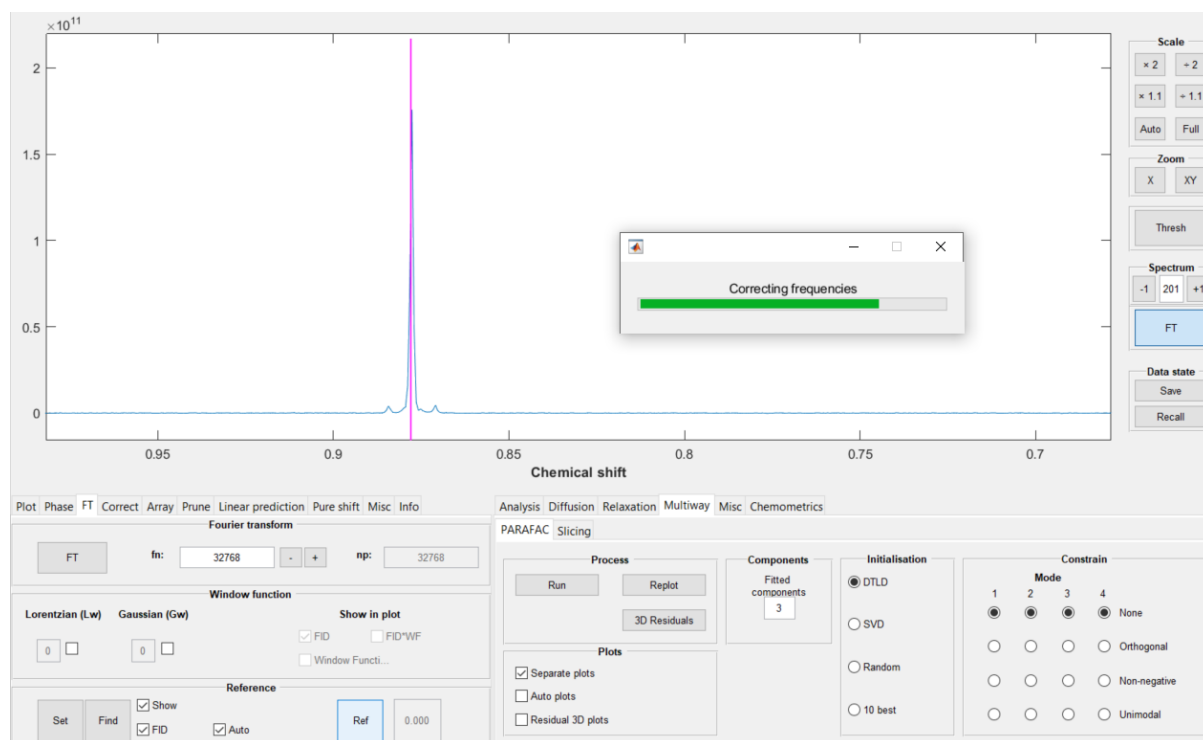 ×10¹¹
2
1.5
1
0.5
0
0.95 0.9 0.85 0.8 0.75 0.7
Chemical shift
Correcting frequencies
Scale
× 2 ÷ 2
× 1.1 ÷ 1.1
Auto Full
Zoom
X XY
Thresh
Spectrum
-1 201 +1
FT
Data state
Save
Recall
Plot Phase FT Correct Array Prune Linear prediction Pure shift Misc Info
Fourier transform
FT fn: 32768 - + np: 32768
Window function
Lorentzian (Lw) Gaussian (Gw) Show in plot
0 0 FID FID*WF
Window Functi...
Reference
Set Find Show Ref 0.000
FID Auto
Analysis Diffusion Relaxation Multiway Misc Chemometrics
PARAFAC Slicing
Process
Run Replot
3D Residuals
Plots
Separate plots
Auto plots
Residual 3D plots
Components
Fitted
components
3
Initialisation
DTLD
SVD
Random
10 best
Constrain
Mode
1 2 3 4
None
Orthogonal
Non-negative
Unimodal